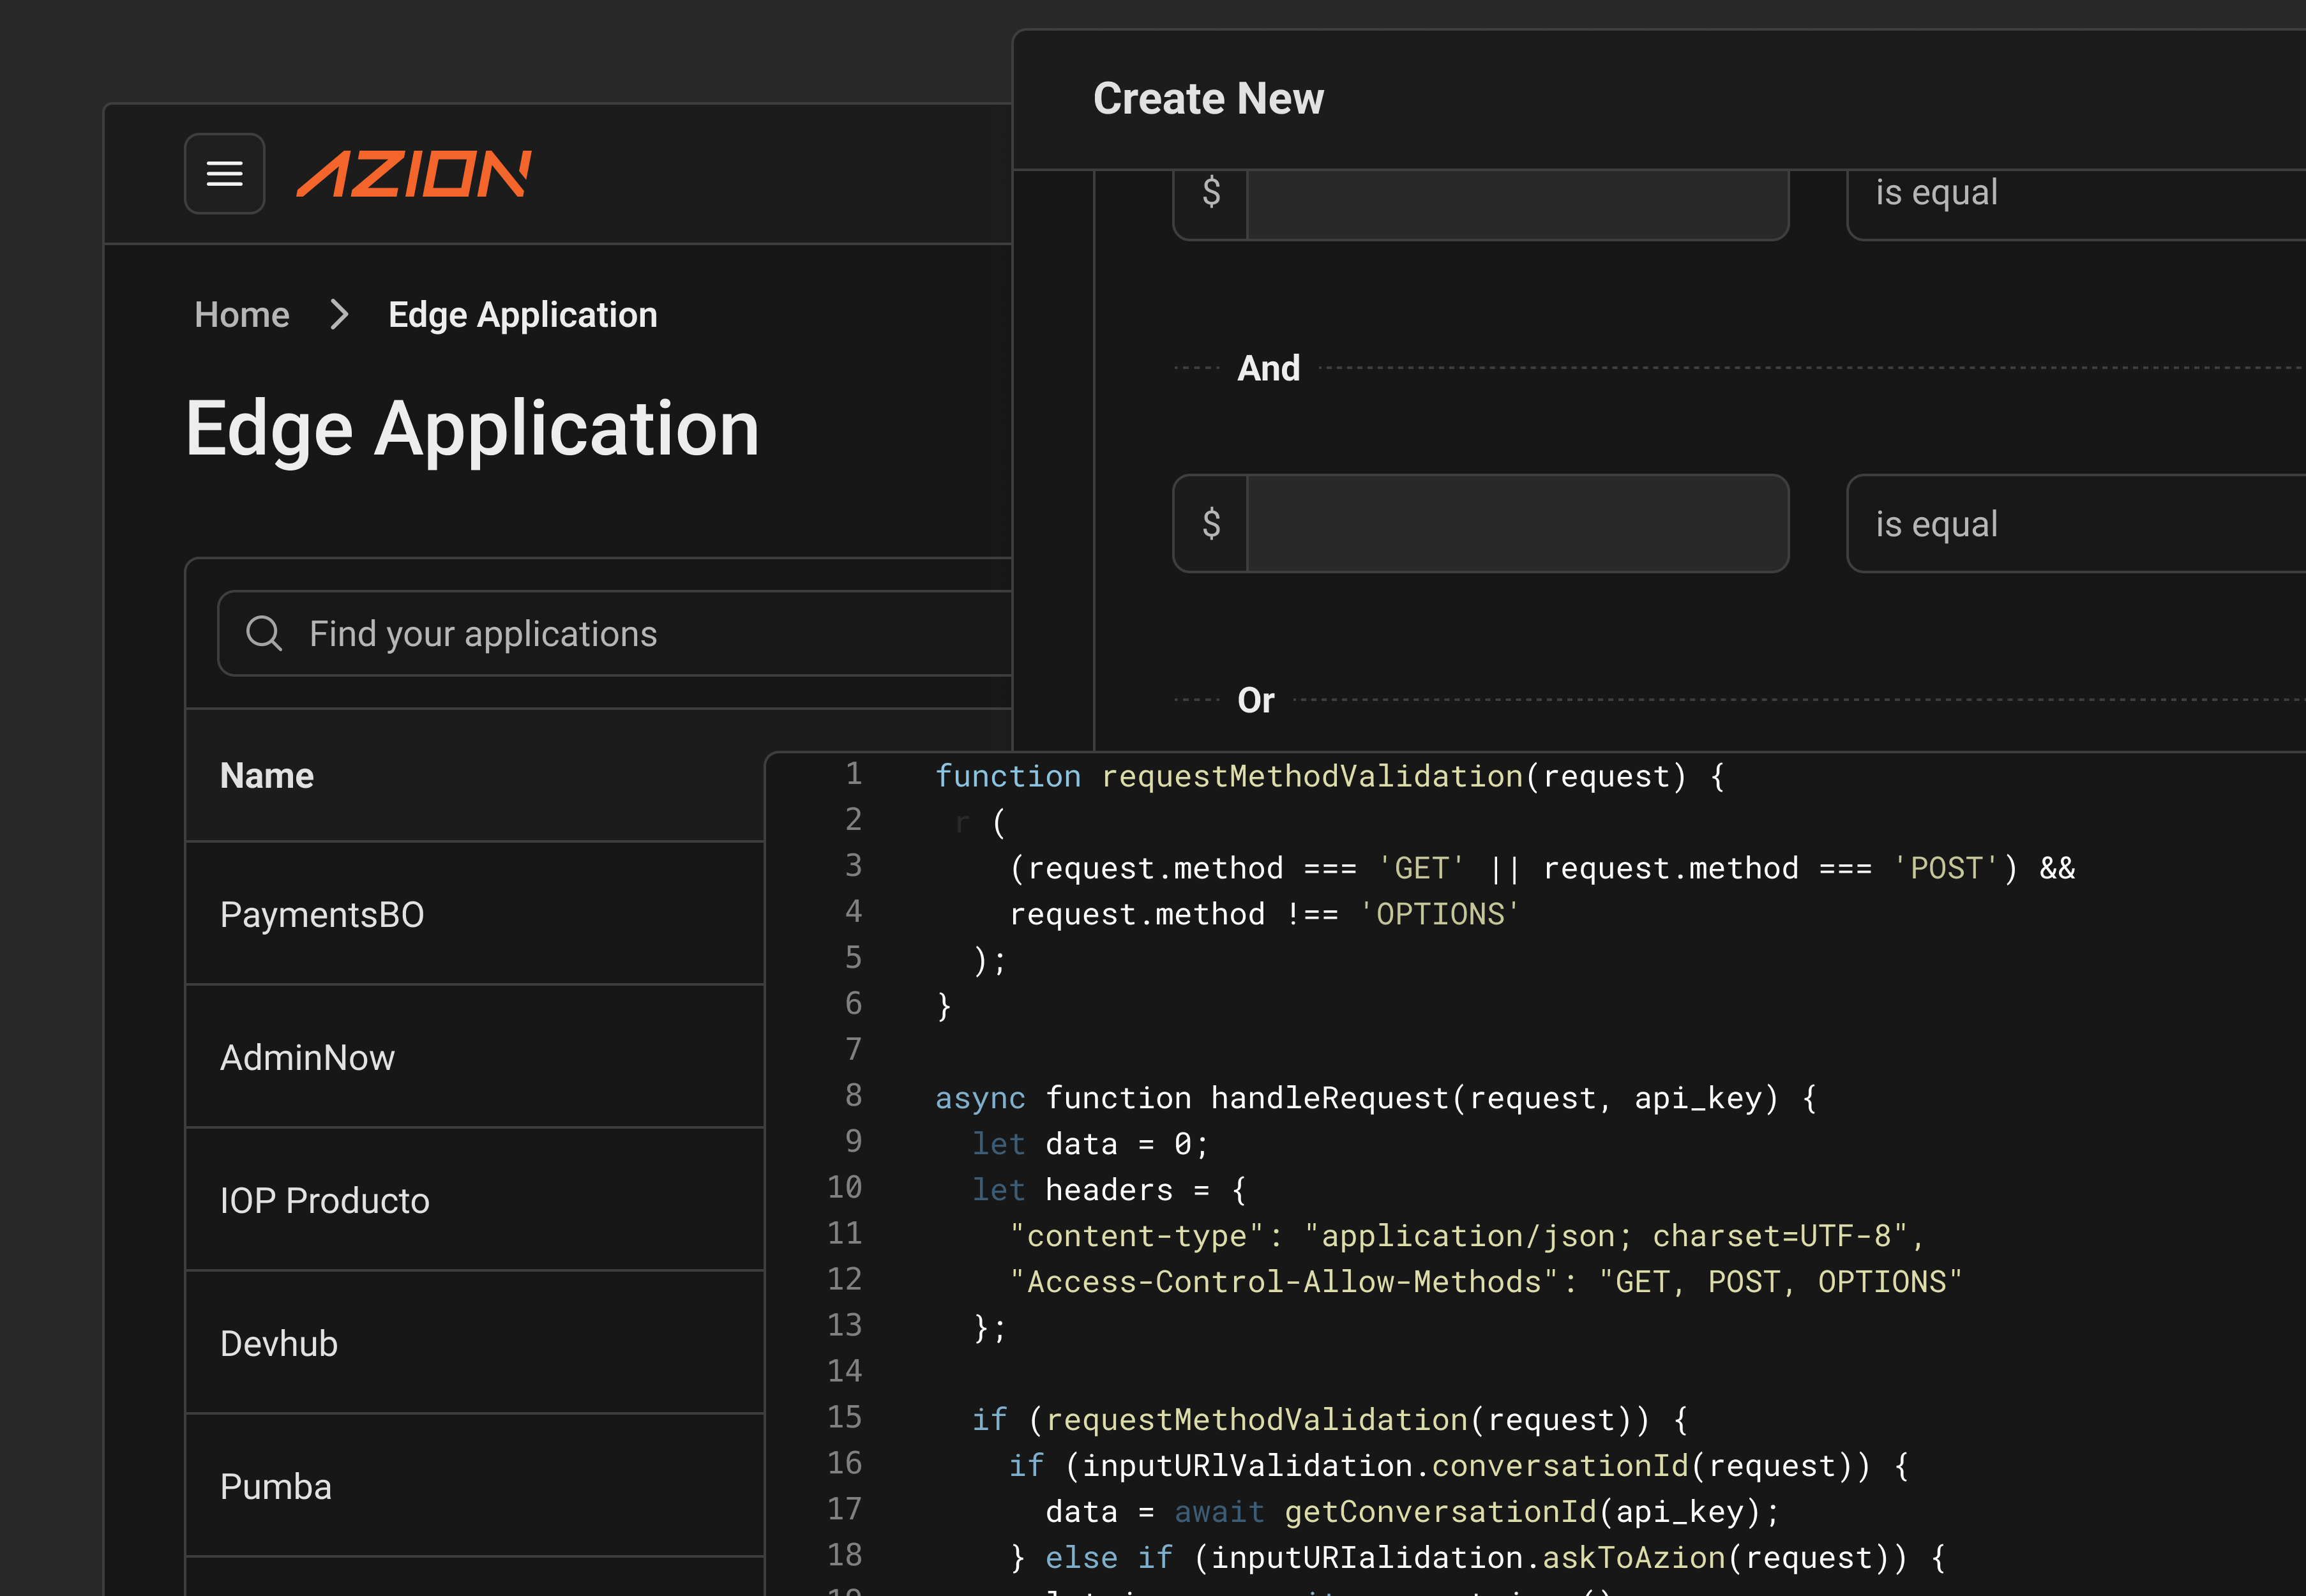 AZION
Home > Edge Application
Edge Application
Find your applications
Name
PaymentsBO
AdminNow
IOP Producto
Devhub
Pumba
Create New
$ is equal
And
$ is equal
Or
1 function requestMethodValidation(request) {
2 r (
3 (request.method === 'GET' || request.method === 'POST') &&
4 request.method !== 'OPTIONS'
5 );
6 }
7
8 async function handleRequest(request, api_key) {
9 let data = 0;
10 let headers = {
11 "content-type": "application/json; charset=UTF-8",
12 "Access-Control-Allow-Methods": "GET, POST, OPTIONS"
13 };
14
15 if (requestMethodValidation(request)) {
16 if (inputURlValidation.conversationId(request)) {
17 data = await getConversationId(api_key);
18 } else if (inputURIalidation.askToAzion(request)) {